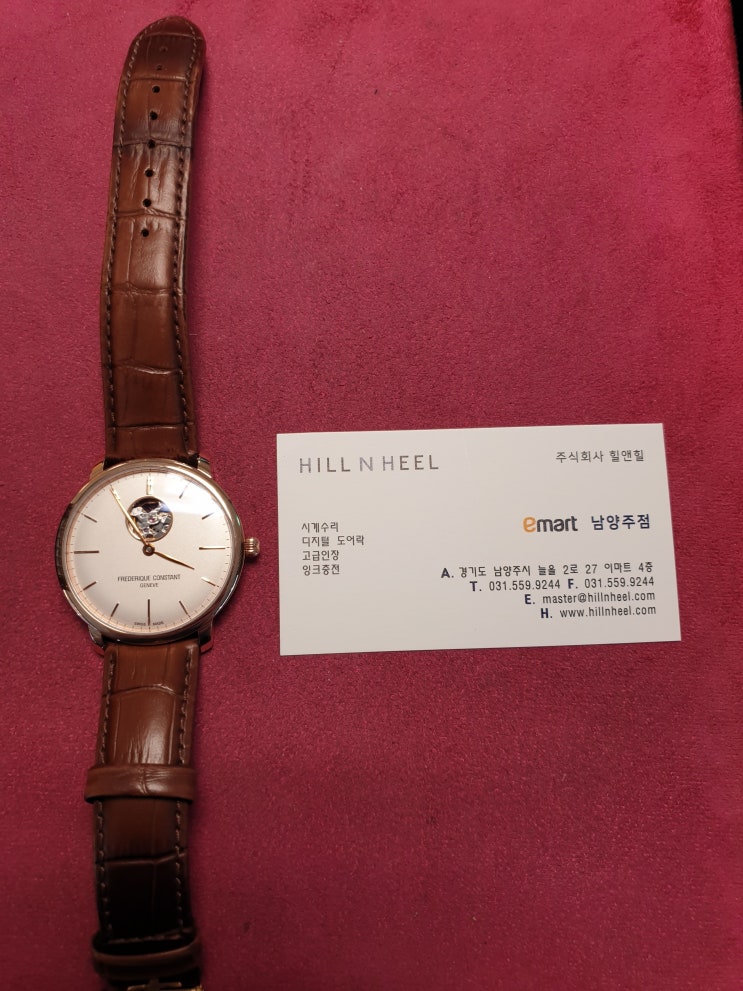 FREDERIQUE CONSTANT
GENEVE
SWISS MADE
HILL N HEEL
주식회사 힐앤힐
시계수리
디지털 도어락
고급인장
잉크충전
emart 남양주점
A. 경기도 남양주시 늘을 2로 27 이마트 4층
T. 031.559.9244 F. 031.559.9244
E. master@hillnheel.com
H. www.hillnheel.com